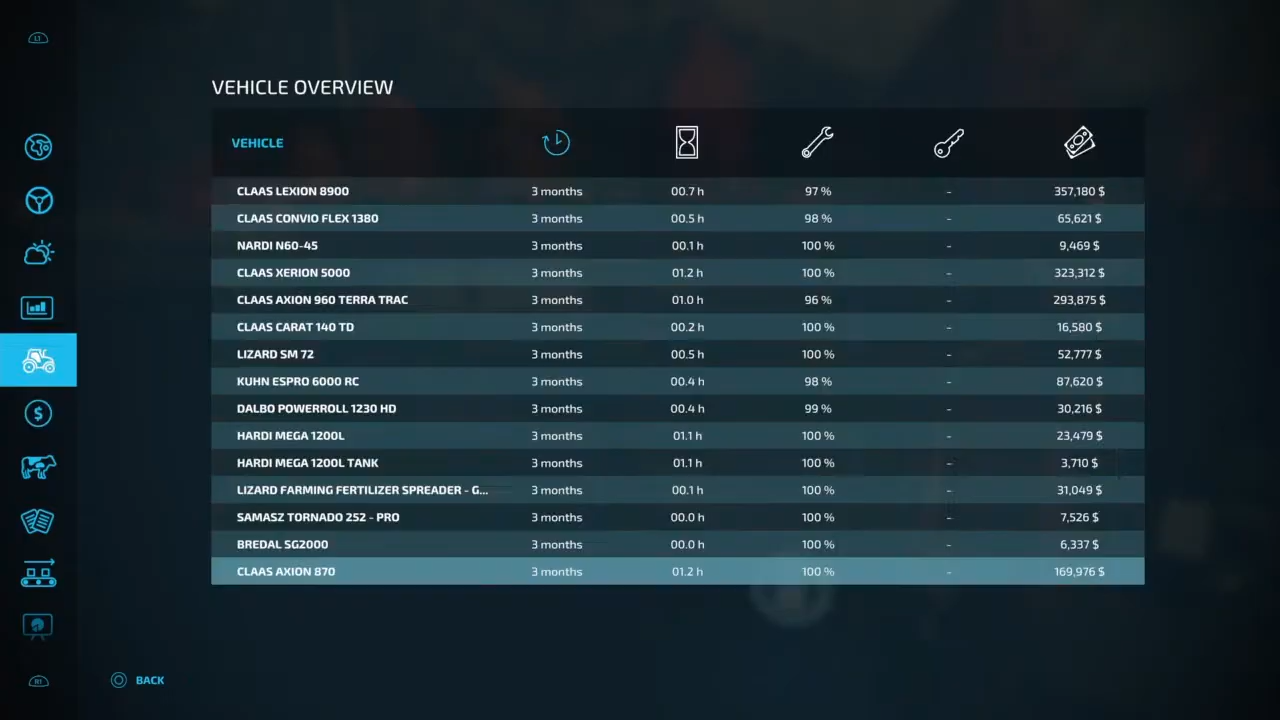 L1
VEHICLE OVERVIEW
VEHICLE
CLAAS LEXION 8900 3 months 00.7 h 97 % - 357,180 $
CLAAS CONVIO FLEX 1380 3 months 00.5 h 98 % - 65,621 $
NARDI N60-45 3 months 00.1 h 100 % - 9,469 $
CLAAS XERION 5000 3 months 01.2 h 100 % - 323,312 $
CLAAS AXION 960 TERRA TRAC 3 months 01.0 h 96 % - 293,875 $
CLAAS CARAT 140 TD 3 months 00.2 h 100 % - 16,580 $
LIZARD SM 72 3 months 00.5 h 100 % - 52,777 $
KUHN ESPRO 6000 RC 3 months 00.4 h 98 % - 87,620 $
DALBO POWERROLL 1230 HD 3 months 00.4 h 99 % - 30,216 $
HARDI MEGA 1200L 3 months 01.1 h 100 % - 23,479 $
HARDI MEGA 1200L TANK 3 months 01.1 h 100 % - 3,710 $
LIZARD FARMING FERTILIZER SPREADER - G... 3 months 00.1 h 100 % - 31,049 $
SAMASZ TORNADO 252 - PRO 3 months 00.0 h 100 % - 7,526 $
BREDAL SG2000 3 months 00.0 h 100 % - 6,337 $
CLAAS AXION 870 3 months 01.2 h 100 % - 169,976 $
R1
BACK